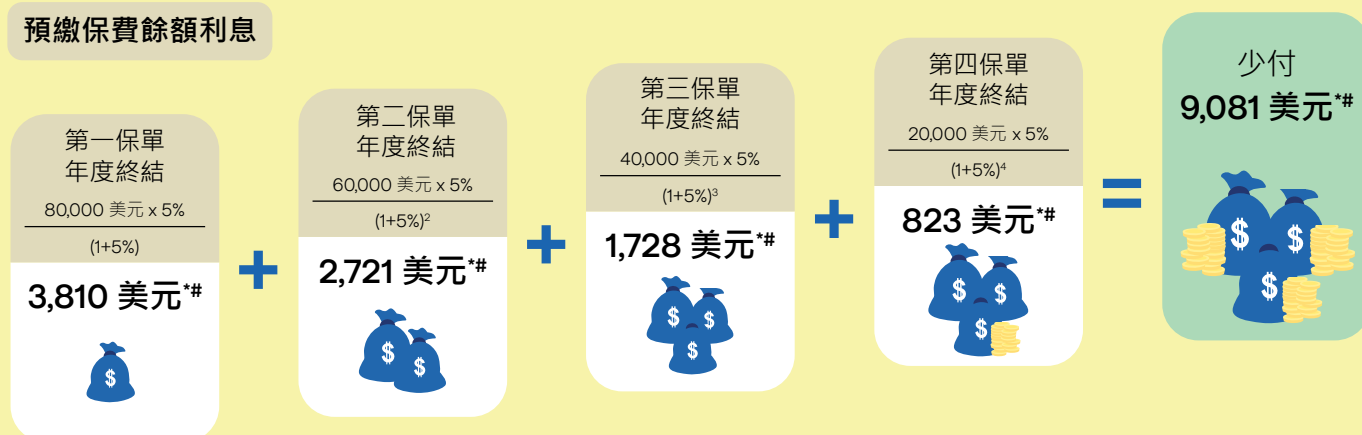 預繳保費餘額利息
第一保單
年度終結
80,000 美元 x 5%
(1+5%)
3,810 美元*#
$
+
第二保單
年度終結
60,000 美元 x 5%
(1+5%)²
2,721 美元*#
$ $
+
第三保單
年度終結
40,000 美元 x 5%
(1+5%)³
1,728 美元*#
$ $
$
+
第四保單
年度終結
20,000 美元 x 5%
(1+5%)⁴
823 美元*#
$ $
$
=
少付
9,081 美元*#
$ $
$